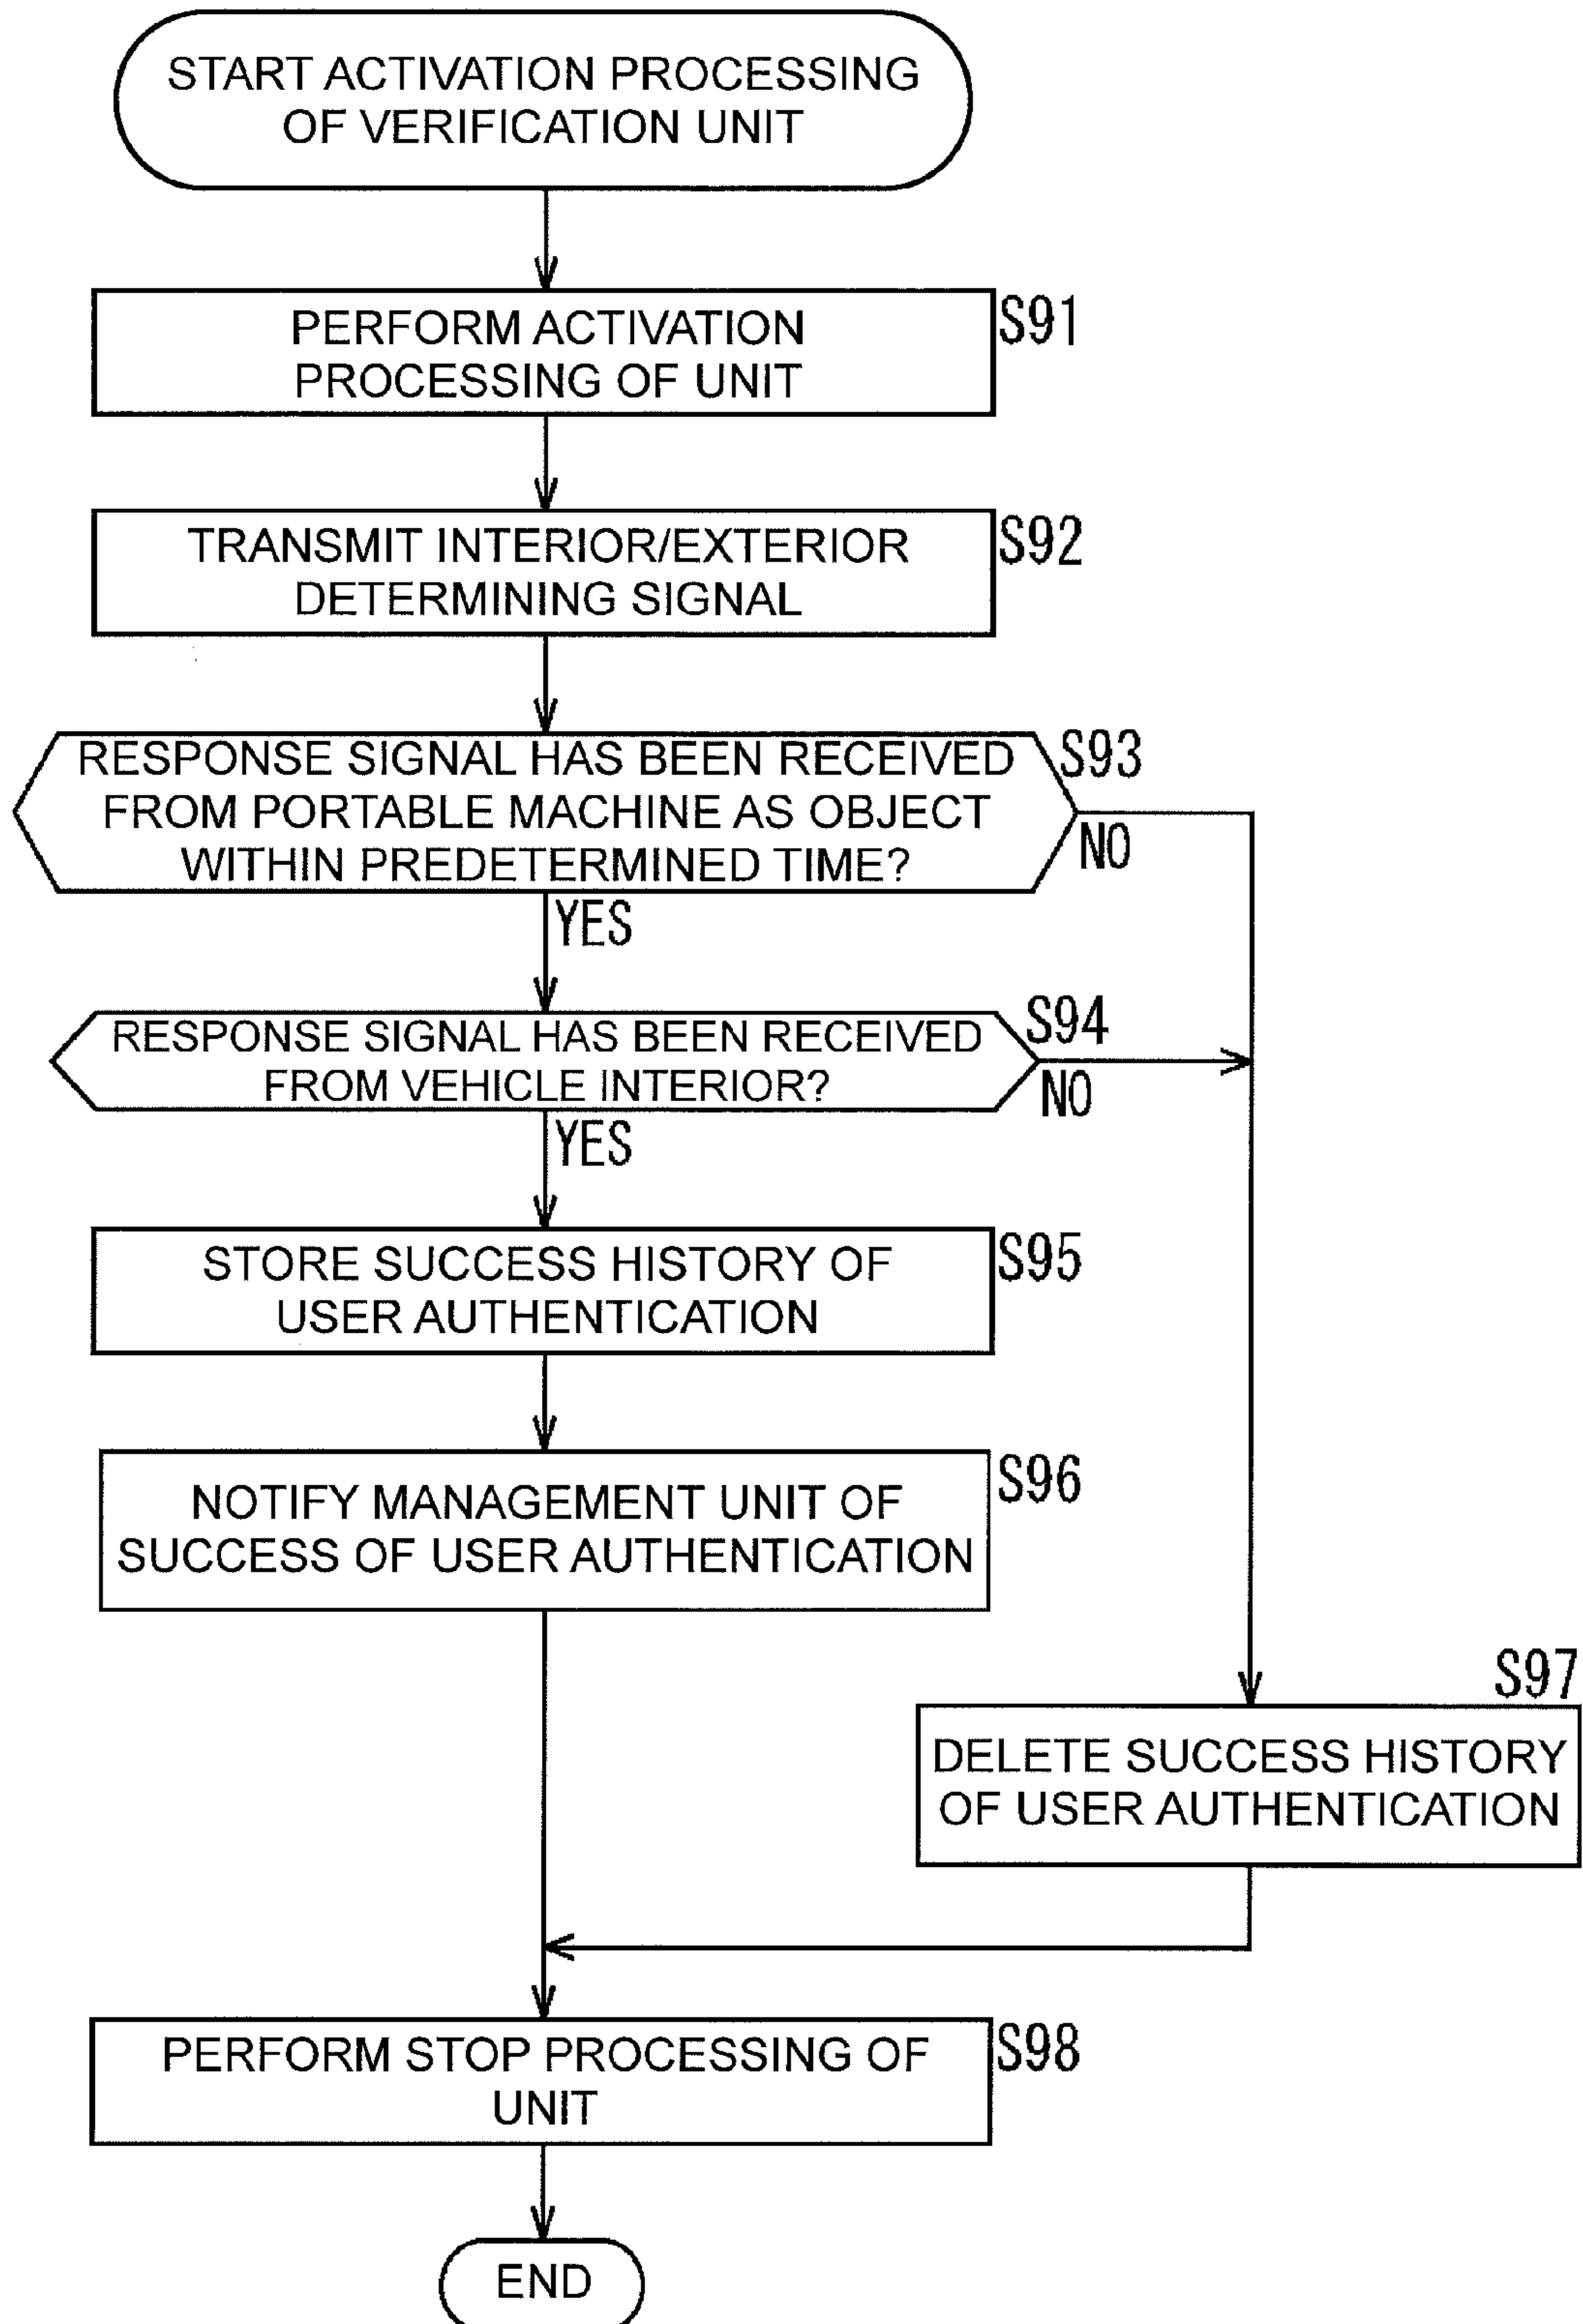 START ACTIVATION PROCESSING
OF VERIFICATION UNIT
PERFORM ACTIVATION
PROCESSING OF UNIT
S91
TRANSMIT INTERIOR/EXTERIOR
DETERMINING SIGNAL
S92
RESPONSE SIGNAL HAS BEEN RECEIVED
FROM PORTABLE MACHINE AS OBJECT
WITHIN PREDETERMINED TIME?
S93
NO
YES
RESPONSE SIGNAL HAS BEEN RECEIVED
FROM VEHICLE INTERIOR?
S94
NO
YES
STORE SUCCESS HISTORY OF
USER AUTHENTICATION
S95
NOTIFY MANAGEMENT UNIT OF
SUCCESS OF USER AUTHENTICATION
S96
S97
DELETE SUCCESS HISTORY
OF USER AUTHENTICATION
PERFORM STOP PROCESSING OF
UNIT
S98
END